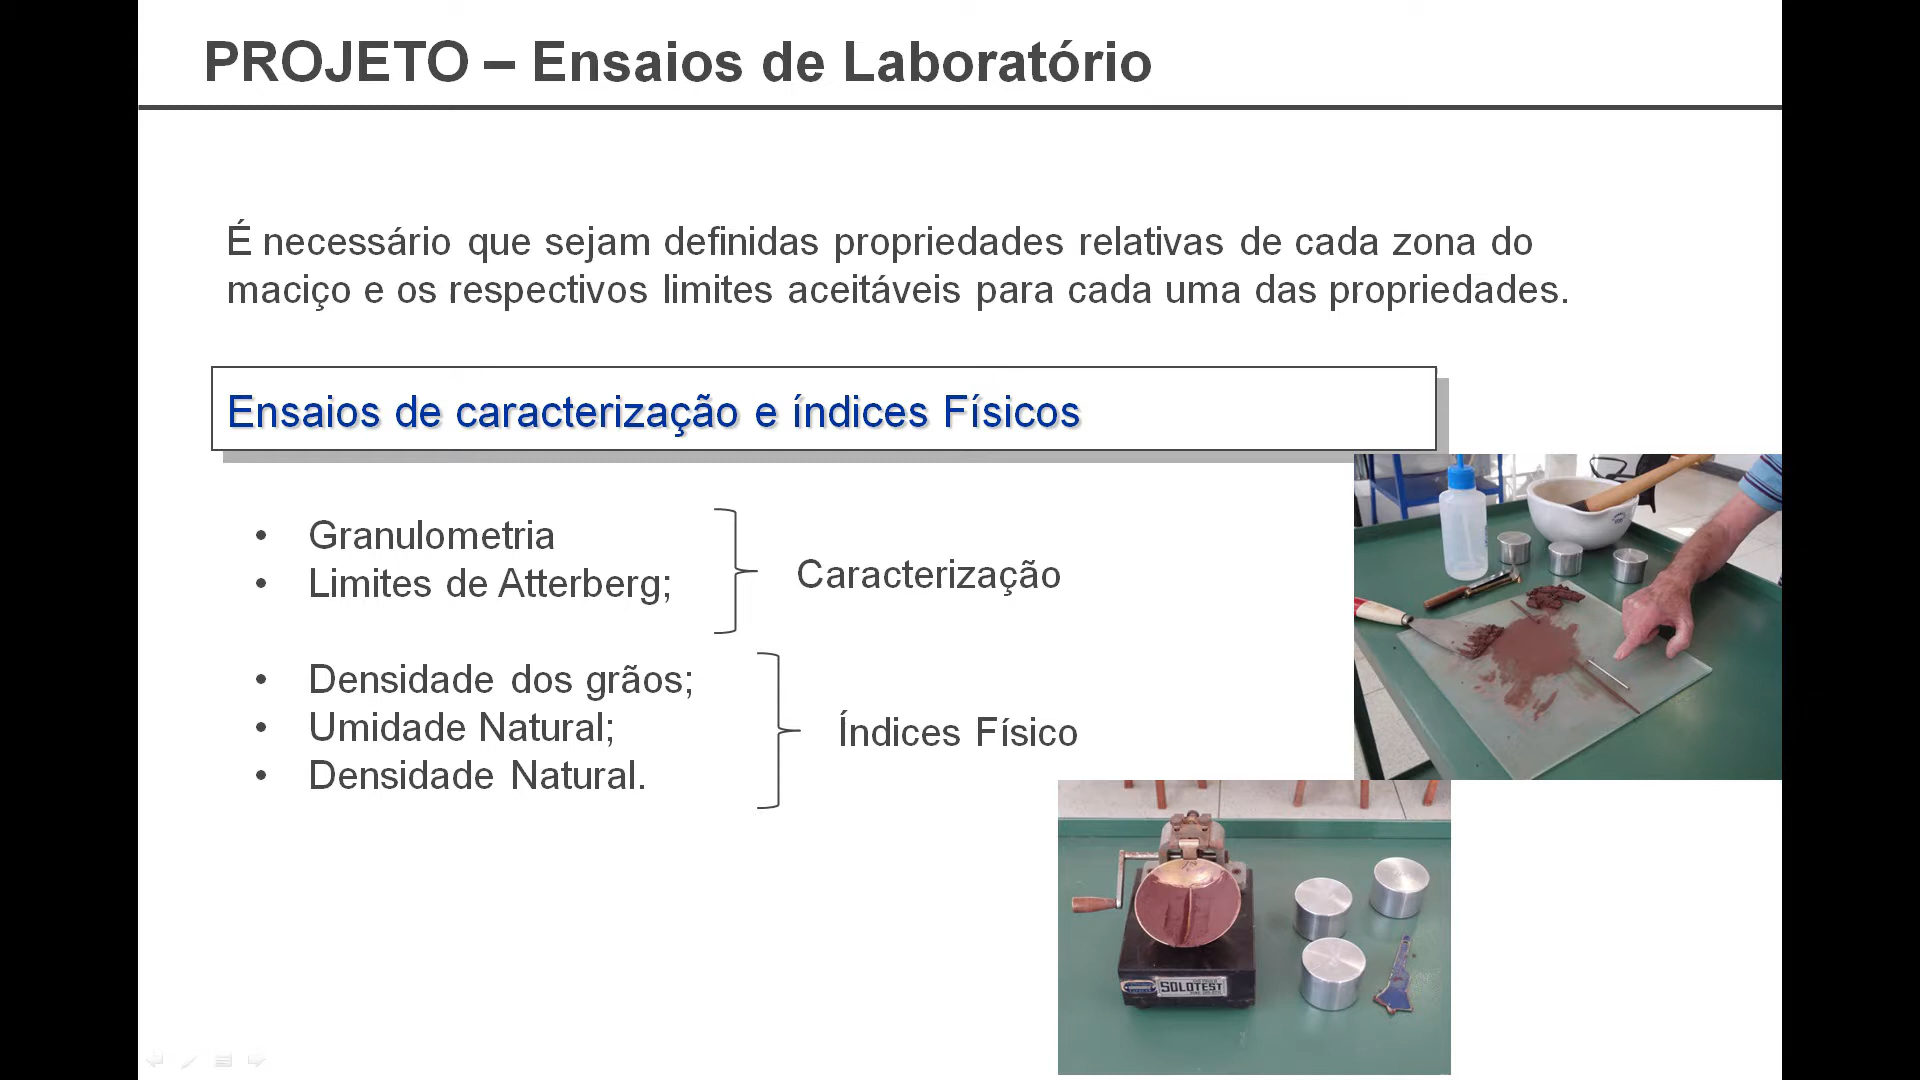 PROJETO – Ensaios de Laboratório
É necessário que sejam definidas propriedades relativas de cada zona do
maciço e os respectivos limites aceitáveis para cada uma das propriedades.
Ensaios de caracterização e índices Físicos
• Granulometria
• Limites de Atterberg;
Caracterização
• Densidade dos grãos;
• Umidade Natural;
• Densidade Natural.
Índices Físico
SOLOTEST